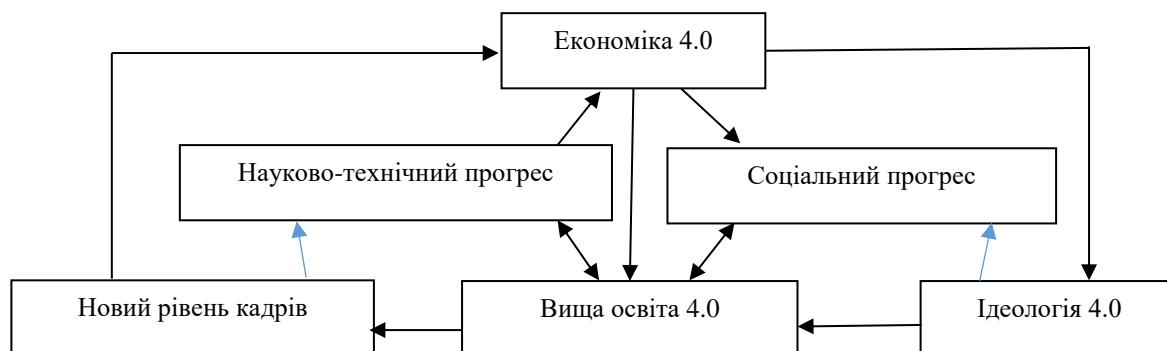 Економіка 4.0
Науково-технічний прогрес
Соціальний прогрес
Новий рівень кадрів
Вища освіта 4.0
Ідеологія 4.0